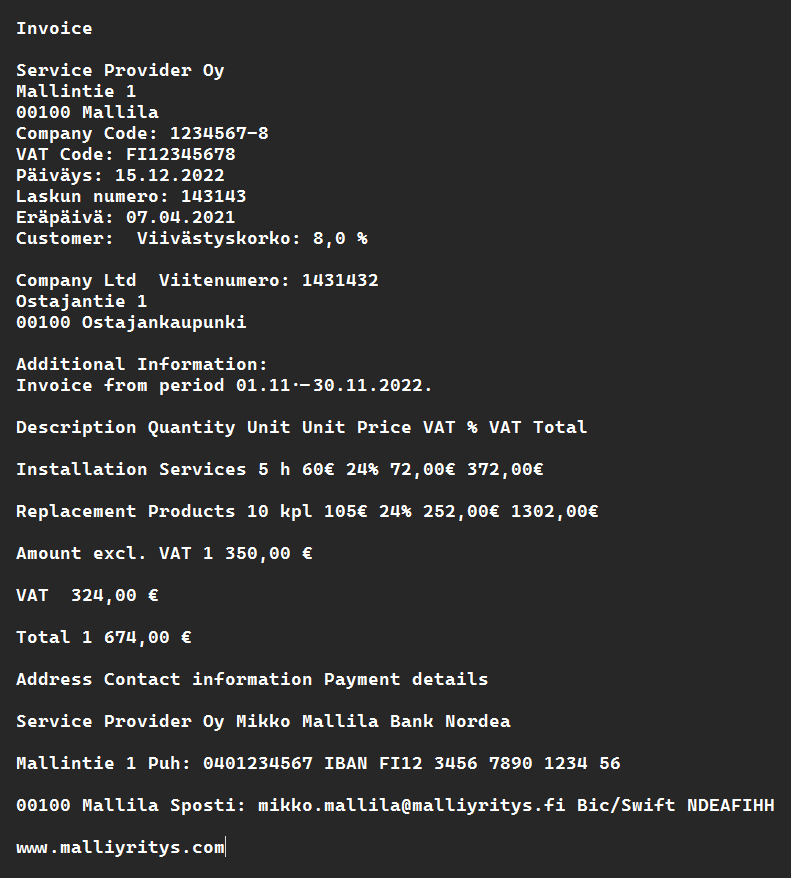 Invoice
Service Provider Oy
Mallintie 1
00100 Mallila
Company Code: 1234567-8
VAT Code: FI12345678
Päiväys: 15.12.2022
Laskun numero: 143143
Eräpäivä: 07.04.2021
Customer:  Viivästyskorko: 8,0 %
Company Ltd  Viitenumero: 1431432
Ostajantie 1
00100 Ostajankaupunki
Additional Information:
Invoice from period 01.11·-30.11.2022.
Description Quantity Unit Unit Price VAT % VAT Total
Installation Services 5 h 60€ 24% 72,00€ 372,00€
Replacement Products 10 kpl 105€ 24% 252,00€ 1302,00€
Amount excl. VAT 1 350,00 €
VAT  324,00 €
Total 1 674,00 €
Address Contact information Payment details
Service Provider Oy Mikko Mallila Bank Nordea
Mallintie 1 Puh: 0401234567 IBAN FI12 3456 7890 1234 56
00100 Mallila Sposti: mikko.mallila@malliyritys.fi Bic/Swift NDEAFIHH
www.malliyritys.com